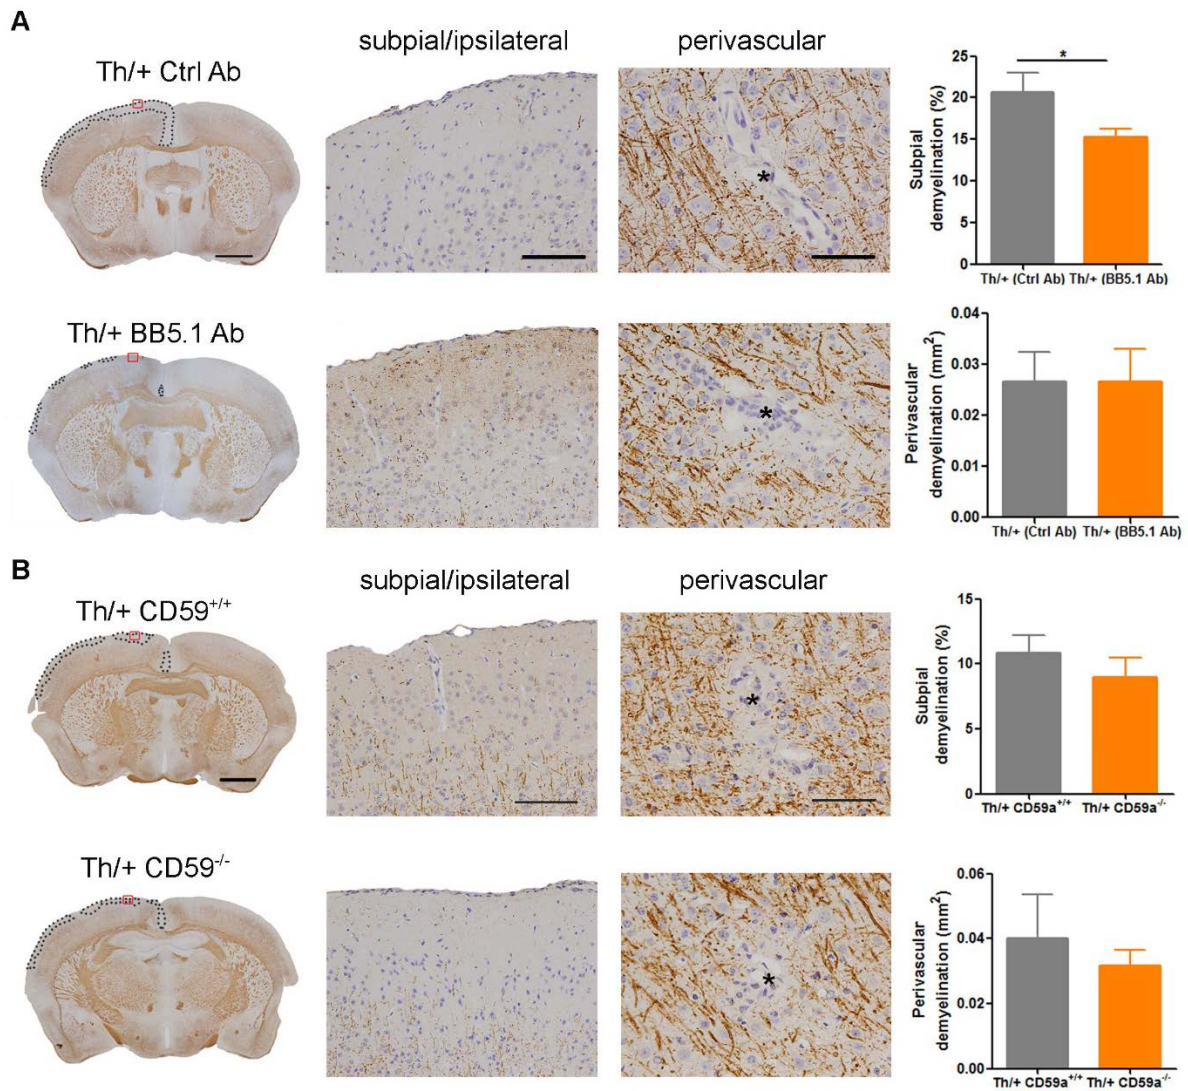 A
subpial/ipsilateral
perivascular
Th/+ Ctrl Ab
*
*
Subpial
demyelination (%)
25
20
15
10
5
0
Th/+ (Ctrl Ab) Th/+ (BB5.1 Ab)
Th/+ BB5.1 Ab
*
Perivascular
demyelination (mm²)
0.04
0.03
0.02
0.01
0.00
Th/+ (Ctrl Ab) Th/+ (BB5.1 Ab)
B
subpial/ipsilateral
perivascular
Th/+ CD59+/+
*
Subpial
demyelination (%)
15
10
5
0
Th/+ CD59a+/+ Th/+ CD59a-/-
Th/+ CD59-/-
*
Perivascular
demyelination (mm²)
0.06
0.04
0.02
0.00
Th/+ CD59a+/+ Th/+ CD59a-/-